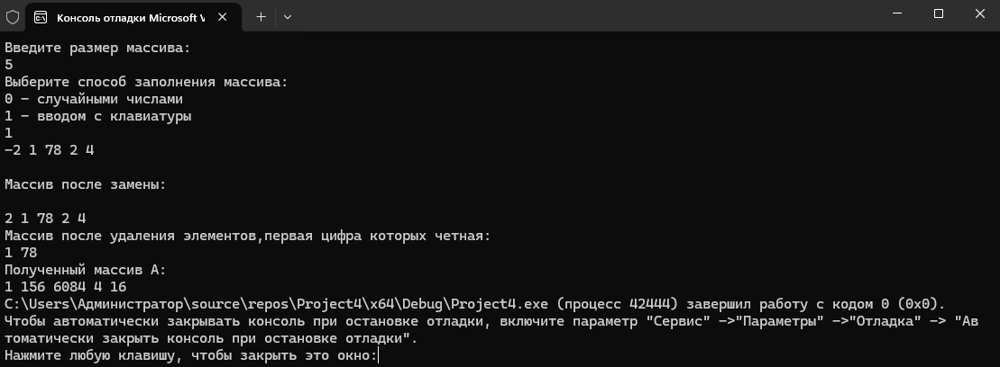 Консоль отладки Microsoft V
Введите размер массива:
5
Выберите способ заполнения массива:
0 - случайными числами
1 - вводом с клавиатуры
1
-2 1 78 2 4
Массив после замены:
2 1 78 2 4
Массив после удаления элементов,первая цифра которых четная:
1 78
Полученный массив A:
1 156 6084 4 16
C:\Users\Администратор\source\repos\Project4\x64\Debug\Project4.exe (процесс 42444) завершил работу с кодом 0 (0x0).
Чтобы автоматически закрывать консоль при остановке отладки, включите параметр "Сервис" ->"Параметры" ->"Отладка" -> "Ав
томатически закрыть консоль при остановке отладки".
Нажмите любую клавишу, чтобы закрыть это окно: